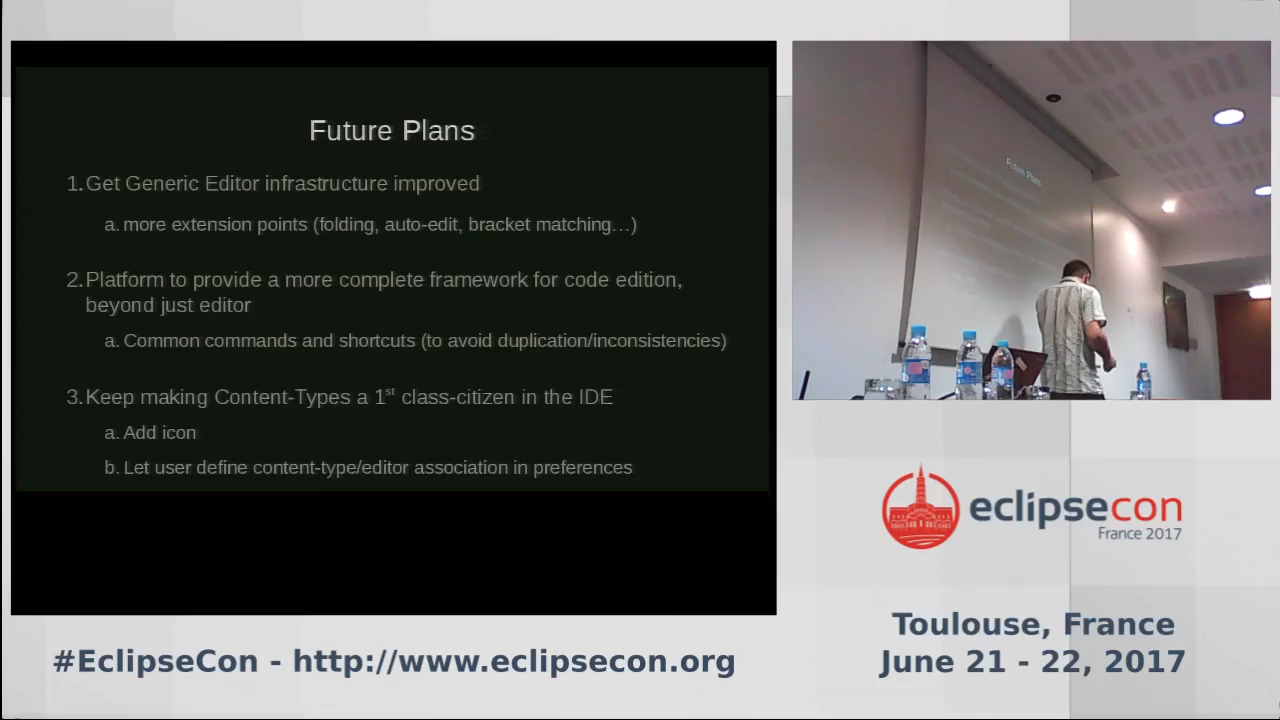 Future Plans
1. Get Generic Editor infrastructure improved
a. more extension points (folding, auto-edit, bracket matching…)
2. Platform to provide a more complete framework for code edition,
beyond just editor
a. Common commands and shortcuts (to avoid duplication/inconsistencies)
3. Keep making Content-Types a 1st class-citizen in the IDE
a. Add icon
b. Let user define content-type/editor association in preferences
Future Plans
eclipsecon
France 2017
Toulouse, France
June 21 - 22, 2017
#EclipseCon - http://www.eclipsecon.org